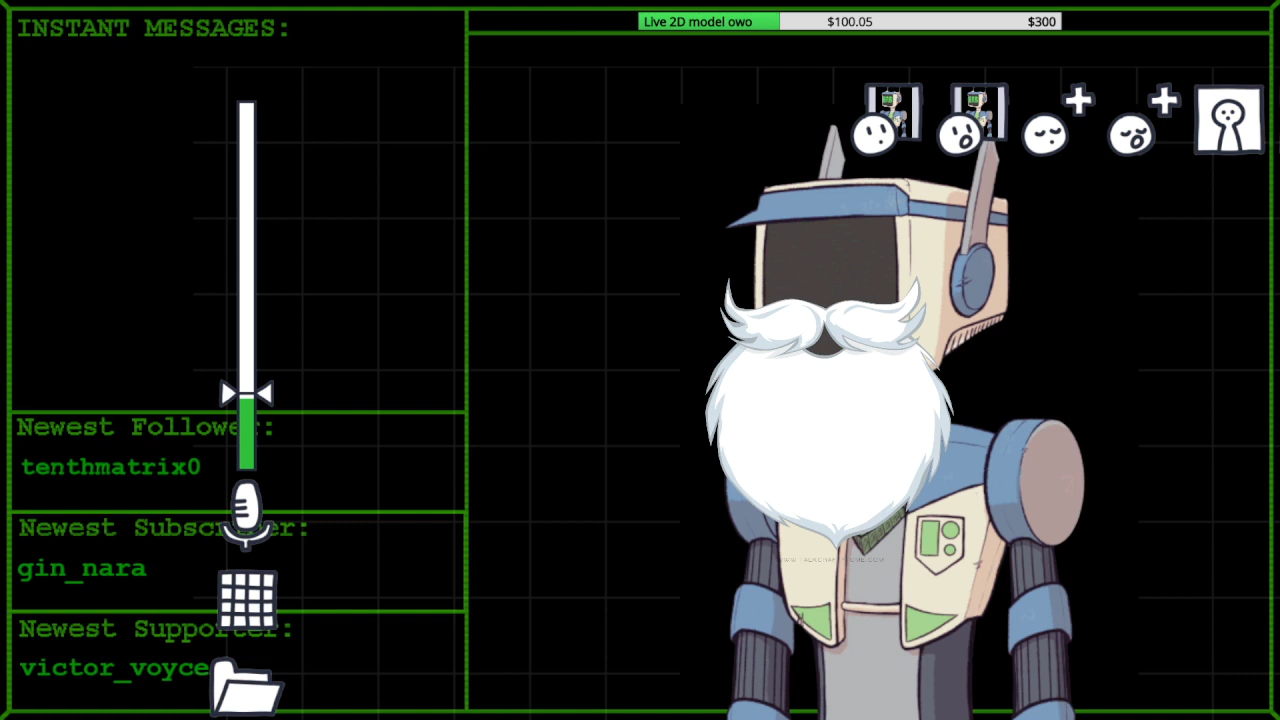 INSTANT MESSAGES:
Live 2D model owo $100.05 $300
Newest Follower:
tenthmatrix0
Newest Subscriber:
gin_nara
Newest Supporter:
victor_voyce